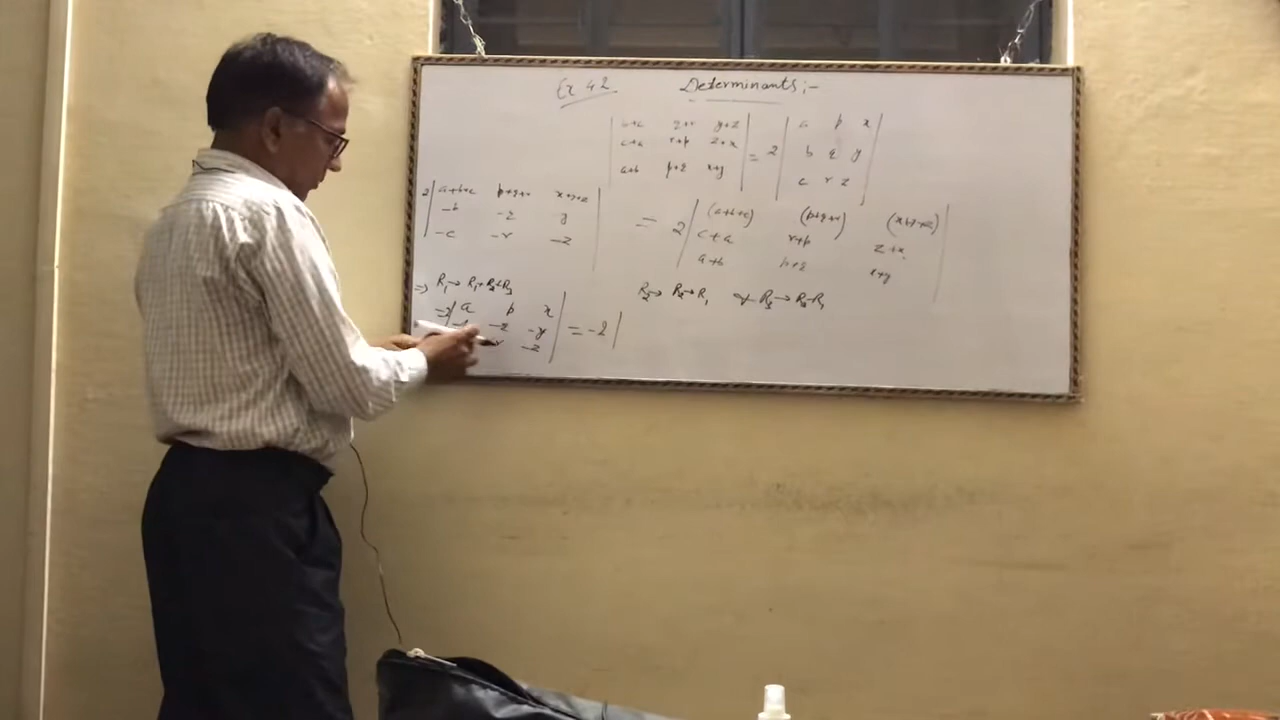 Ex 4.2 Determinants:-
| b+c q+r y+z | = 2 | a p x |
| c+a r+p z+x | | b q y |
| a+b p+q x+y | | c r z |
2 | a+b+c p+q+r x+y+z | = 2 | (a+b+c) (p+q+r) (x+y+z) |
| -b -q y | | c+a r+p z+x |
| -c -r -z | | a+b p+q x+y |
⇒ R1 → R1+R2+R3
R2 → R2-R1 R3 → R3-R1
=2 | a p x | = -2 |
-q -y
-r -z